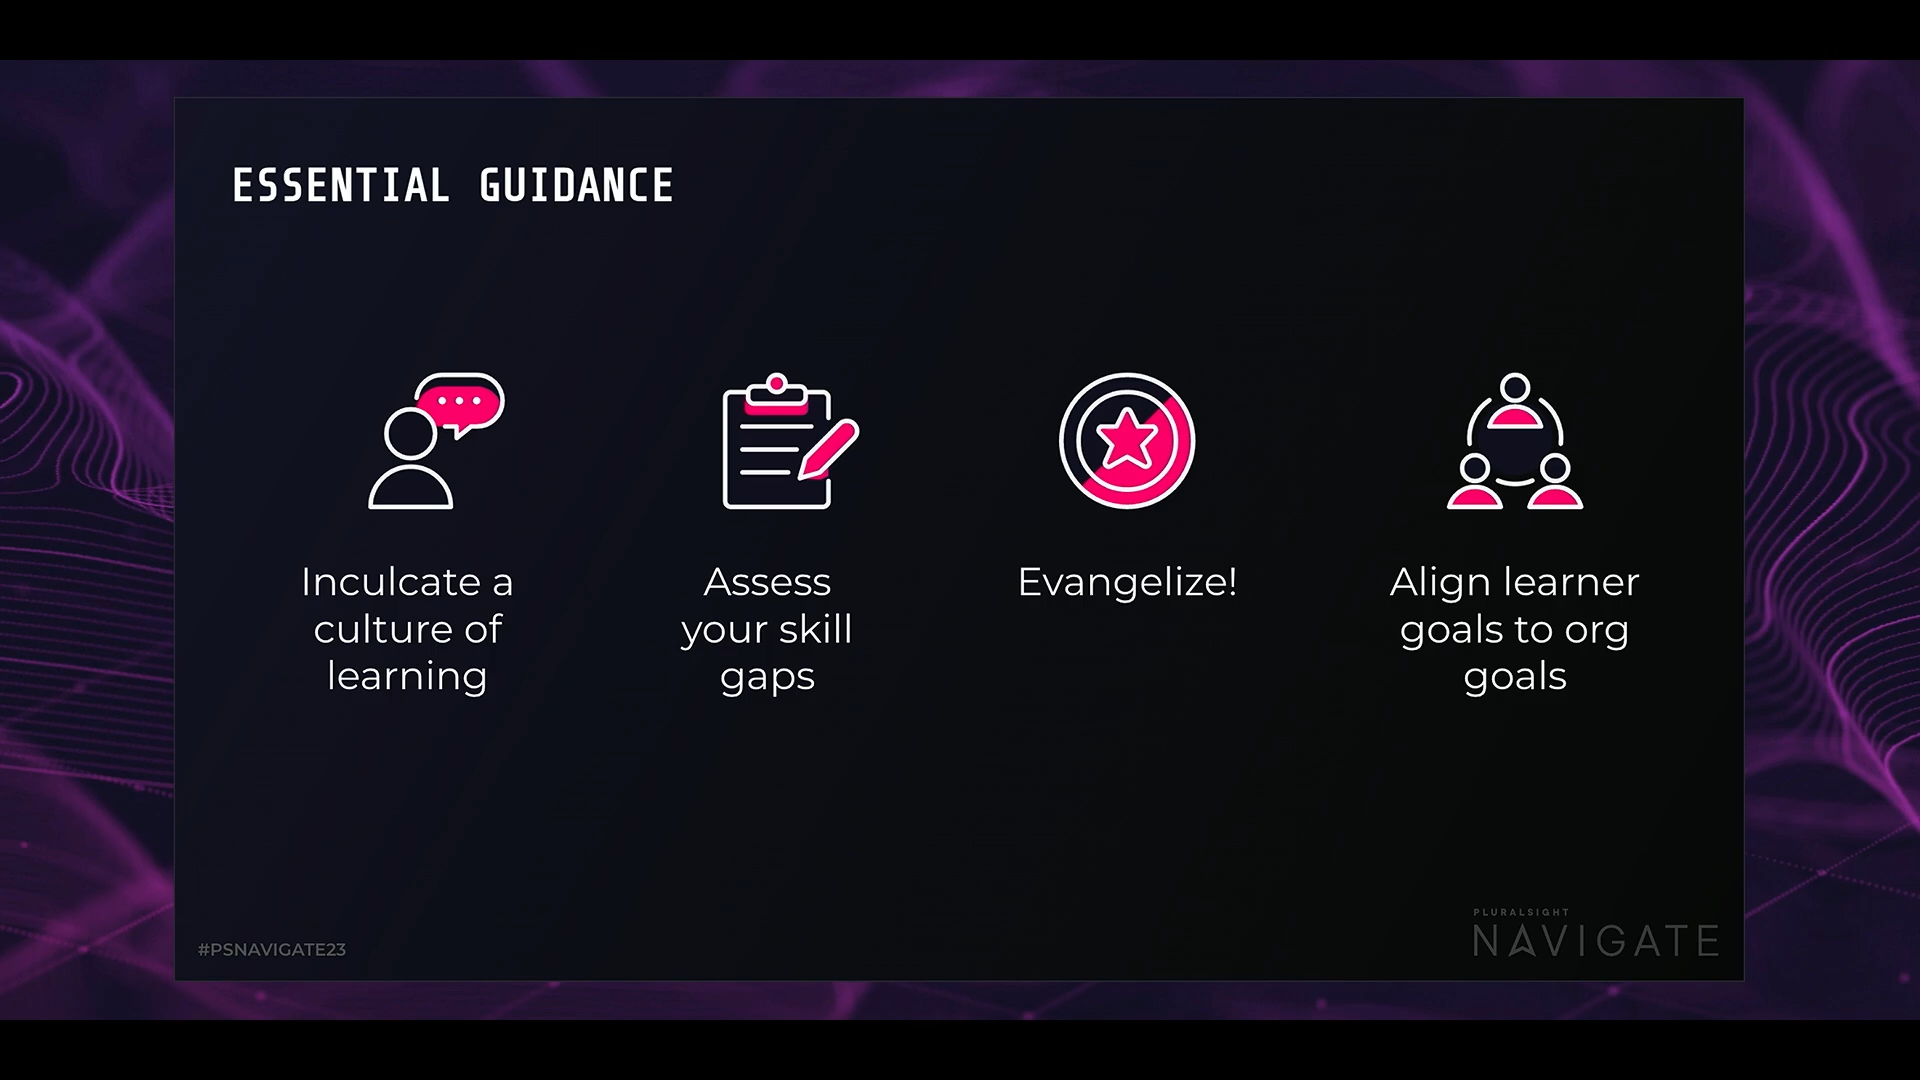 ESSENTIAL GUIDANCE
Inculcate a
culture of
learning
Assess
your skill
gaps
Evangelize!
Align learner
goals to org
goals
#PSNAVIGATE23
PLURALSIGHT
NAVIGATE